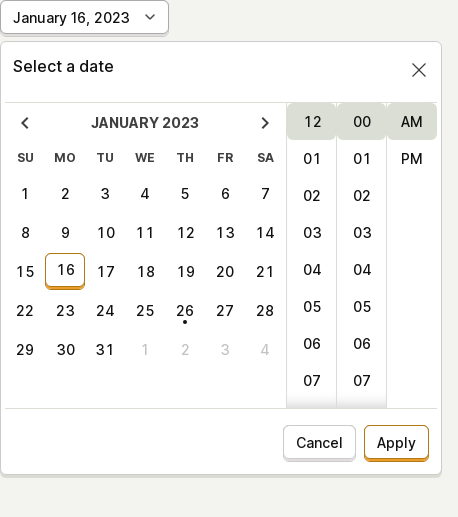 January 16, 2023
Select a date
JANUARY 2023
SU MO TU WE TH FR SA
1 2 3 4 5 6 7
8 9 10 11 12 13 14
15 16 17 18 19 20 21
22 23 24 25 26 27 28
29 30 31 1 2 3 4
12 00 AM
01 01 PM
02 02
03 03
04 04
05 05
06 06
07 07
Cancel Apply